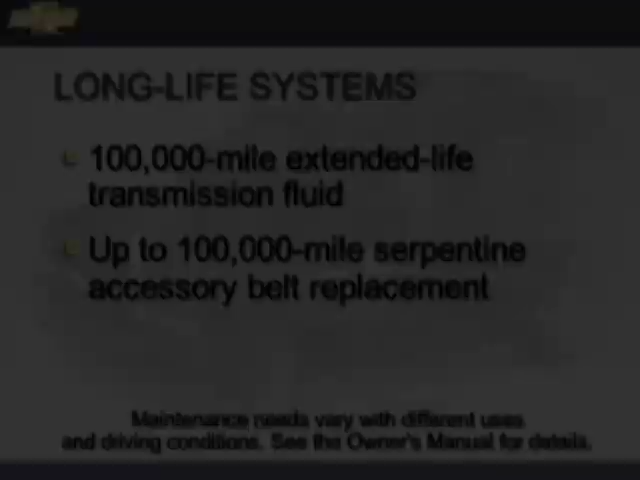 LONG-LIFE SYSTEMS
100,000-mile extended-life
transmission fluid
Up to 100,000-mile serpentine
accessory belt replacement
Maintenance needs vary with different uses
and driving conditions. See the Owner's Manual for details.